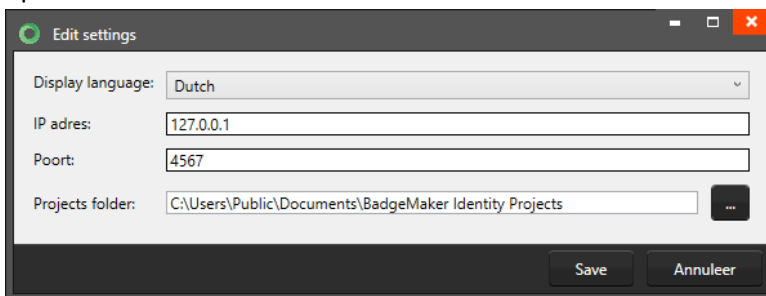 Edit settings
Display language: Dutch
IP adres: 127.0.0.1
Poort: 4567
Projects folder: C:\Users\Public\Documents\BadgeMaker Identity Projects ...
Save Annuleer